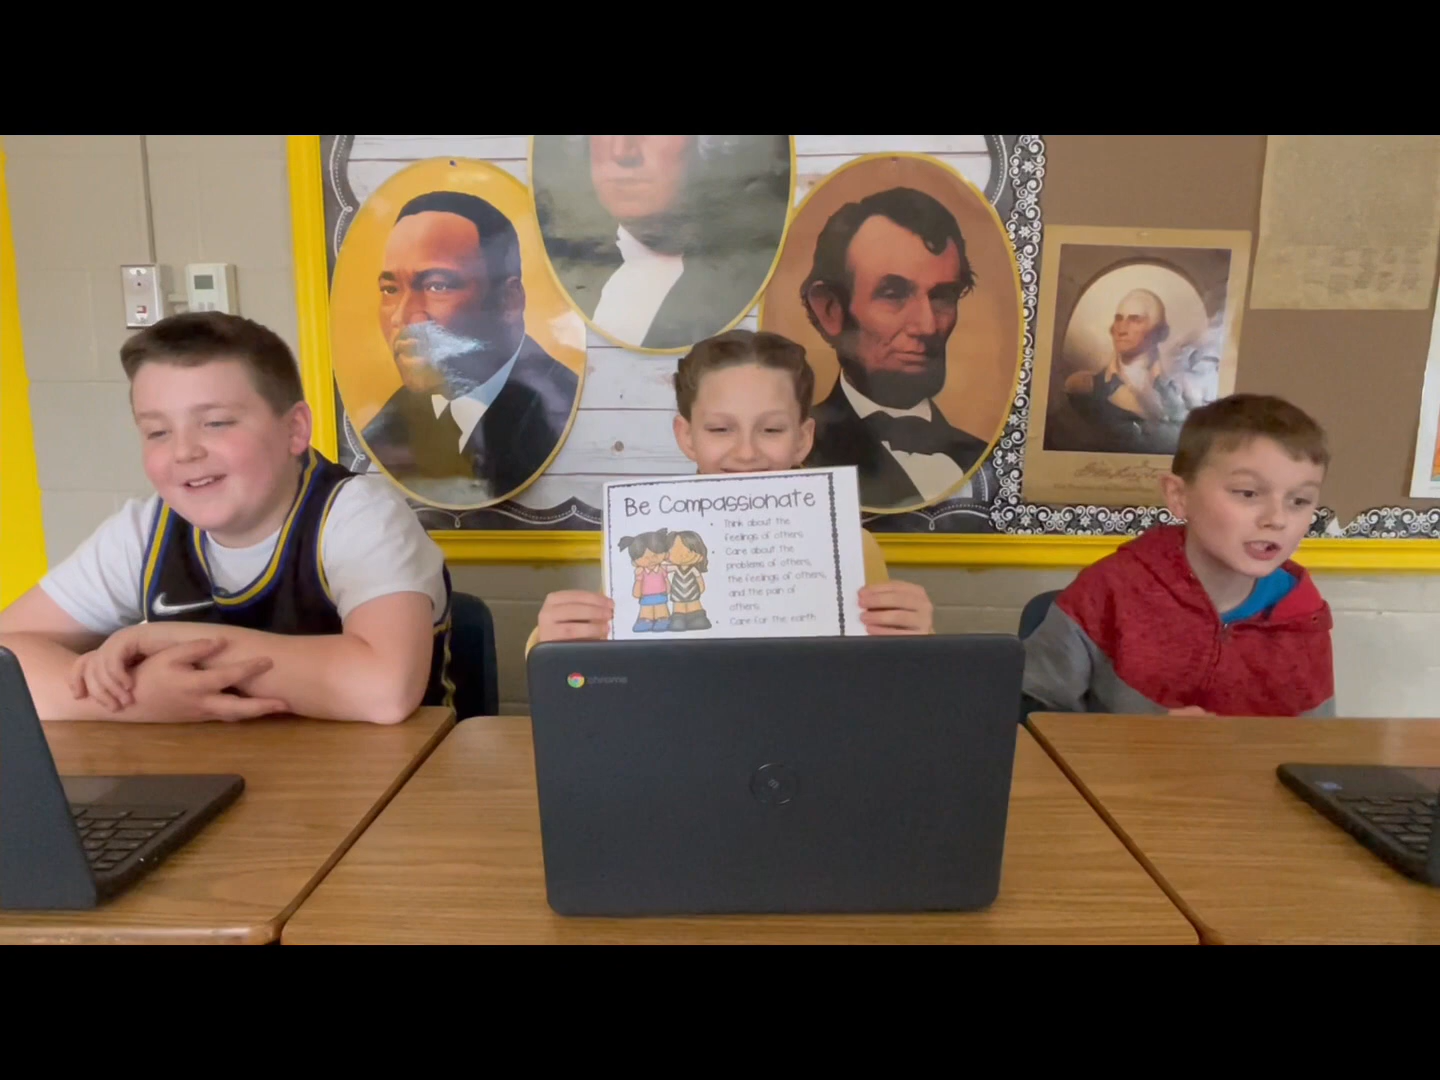 Be Compassionate
• Think about the
feelings of others.
• Care about the
problems of others,
the feelings of others,
and the pain of
others.
• Care for the earth
chrome